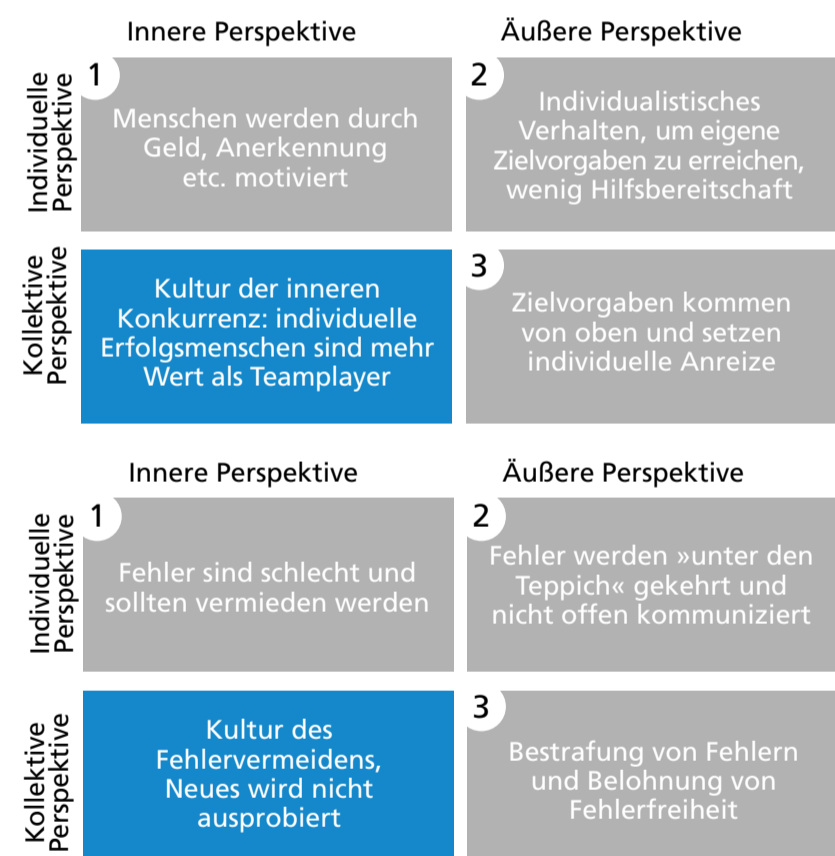 Innere Perspektive
Äußere Perspektive
Individuelle
Perspektive
1
Menschen werden durch
Geld, Anerkennung
etc. motiviert
2
Individualistisches
Verhalten, um eigene
Zielvorgaben zu erreichen,
wenig Hilfsbereitschaft
Kollektive
Perspektive
Kultur der inneren
Konkurrenz: individuelle
Erfolgsmenschen sind mehr
Wert als Teamplayer
3
Zielvorgaben kommen
von oben und setzen
individuelle Anreize
Innere Perspektive
Äußere Perspektive
Individuelle
Perspektive
1
Fehler sind schlecht und
sollten vermieden werden
2
Fehler werden »unter den
Teppich« gekehrt und
nicht offen kommuniziert
Kollektive
Perspektive
Kultur des
Fehlervermeidens,
Neues wird nicht
ausprobiert
3
Bestrafung von Fehlern
und Belohnung von
Fehlerfreiheit